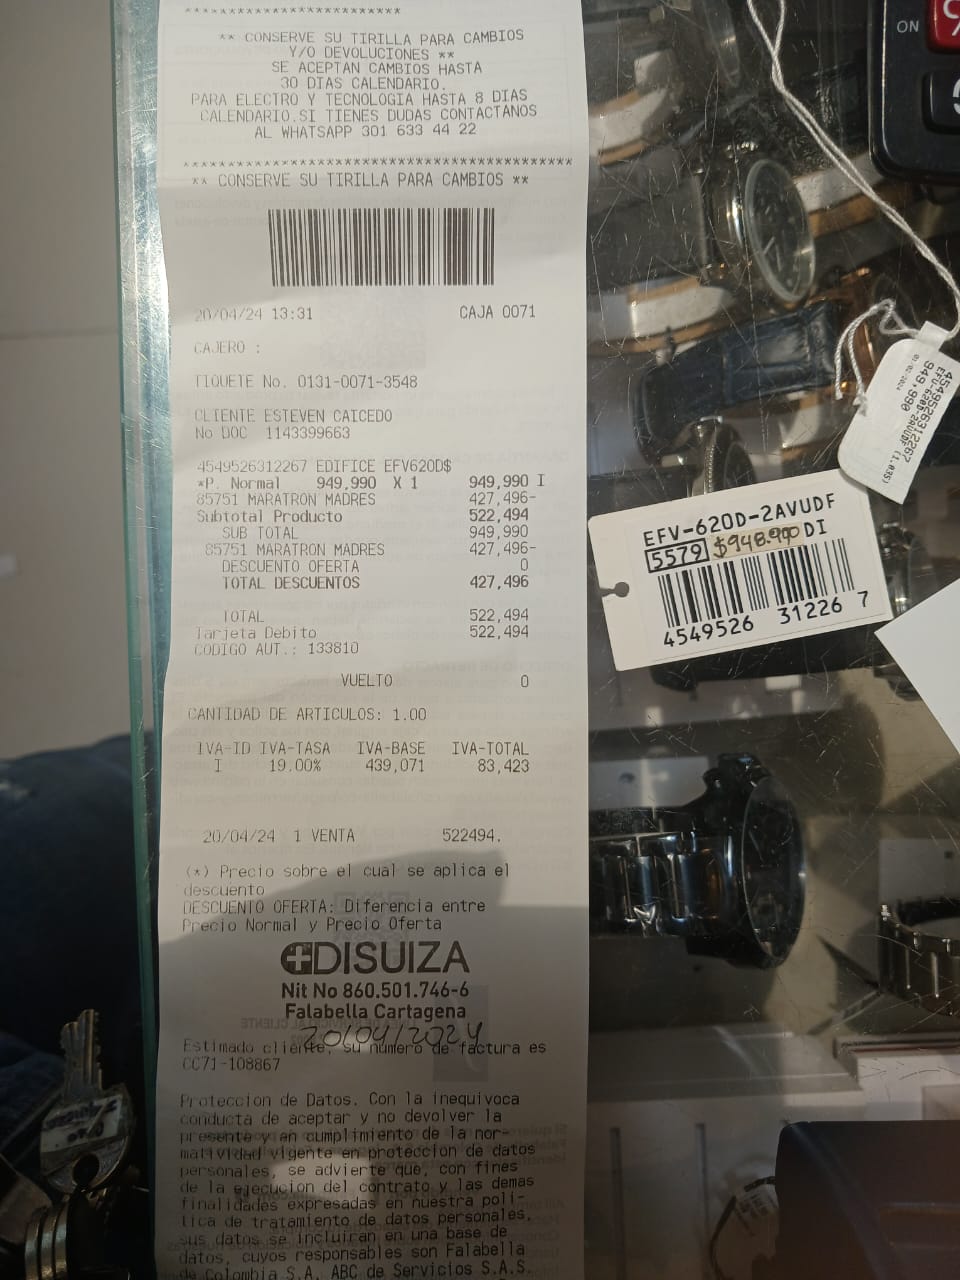 ** CONSERVE SU TIRILLA PARA CAMBIOS
Y/O DEVOLUCIONES **
SE ACEPTAN CAMBIOS HASTA
30 DIAS CALENDARIO.
PARA ELECTRO Y TECNOLOGIA HASTA 8 DIAS
CALENDARIO.SI TIENES DUDAS CONTACTANOS
AL WHATSAPP 301 633 44 22
***************************************
** CONSERVE SU TIRILLA PARA CAMBIOS **
20/04/24 13:31 CAJA 0071
CAJERO :
TIQUETE No. 0131-0071-3548
CLIENTE ESTEVEN CAICEDO
No DOC 1143399663
4549526312267 EDIFICE EFV620D$
*P. Normal 949,990 X 1 949,990 I
85751 MARATRON MADRES 427,496-
Subtotal Producto 522,494
SUB TOTAL 949,990
85751 MARATRON MADRES 427,496-
DESCUENTO OFERTA 0
TOTAL DESCUENTOS 427,496
TOTAL 522,494
Tarjeta Debito 522,494
CODIGO AUT.: 133810
VUELTO 0
CANTIDAD DE ARTICULOS: 1.00
IVA-ID IVA-TASA IVA-BASE IVA-TOTAL
I 19.00% 439,071 83,423
20/04/24 1 VENTA 522494.
(*) Precio sobre el cual se aplica el
descuento
DESCUENTO OFERTA: Diferencia entre
Precio Normal y Precio Oferta
DISUIZA
Nit No 860.501.746-6
Falabella Cartagena
20/04/2024
Estimado cliente, su numero de factura es
CC71-108867
Proteccion de Datos. Con la inequivoca
conducta de aceptar y no devolver la
presente y en cumplimiento de la nor-
matividad vigente en proteccion de datos
personales, se advierte que, con fines
de la ejecucion del contrato y las demas
finalidades expresadas en nuestra poli-
tica de tratamiento de datos personales,
sus datos se incluiran en una base de
datos, cuyos responsables son Falabella
de Colombia S.A. ABC de Servicios S.A.S.
ON
4549526312267
EFV-620D-2AVUDF (1.035)
949,990
EFV-620D-2AVUDF
5579 $948.990 DI
4549526 31226 7